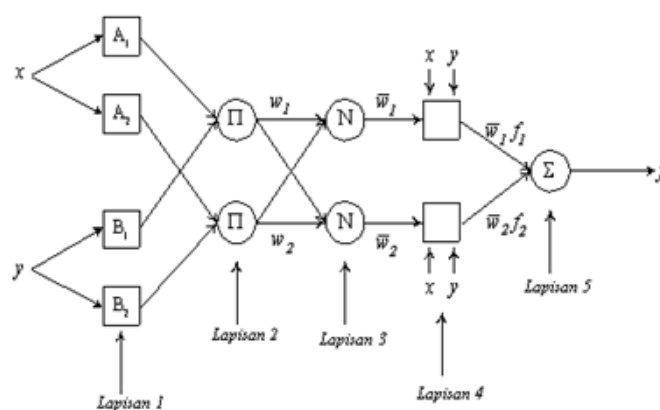 x y
A₁
x
A₂
Π w₁ N w̅₁ w̅₁ f₁
Σ
B₁
Π w₂ N w̅₂ w̅₂ f₂
y
B₂
x y
Lapisan 1
Lapisan 2
Lapisan 3
Lapisan 4
Lapisan 5